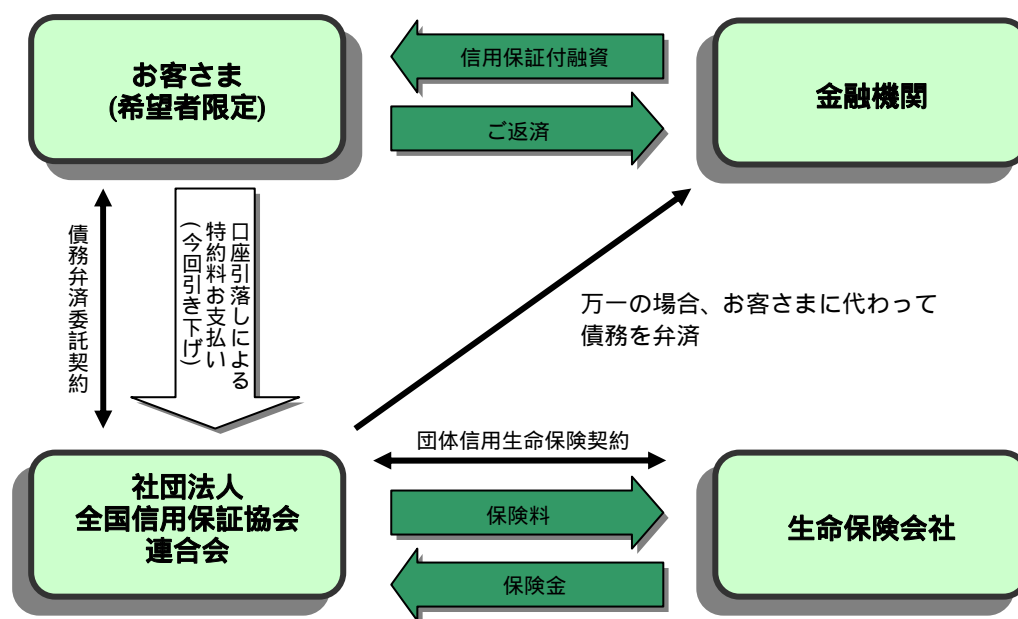 お客さま
(希望者限定)
信用保証付融資
ご返済
金融機関
債務弁済委託契約
口座引落しによる
特約料お支払い
(今回引き下げ)
万一の場合、お客さまに代わって
債務を弁済
社団法人
全国信用保証協会
連合会
団体信用生命保険契約
保険料
保険金
生命保険会社